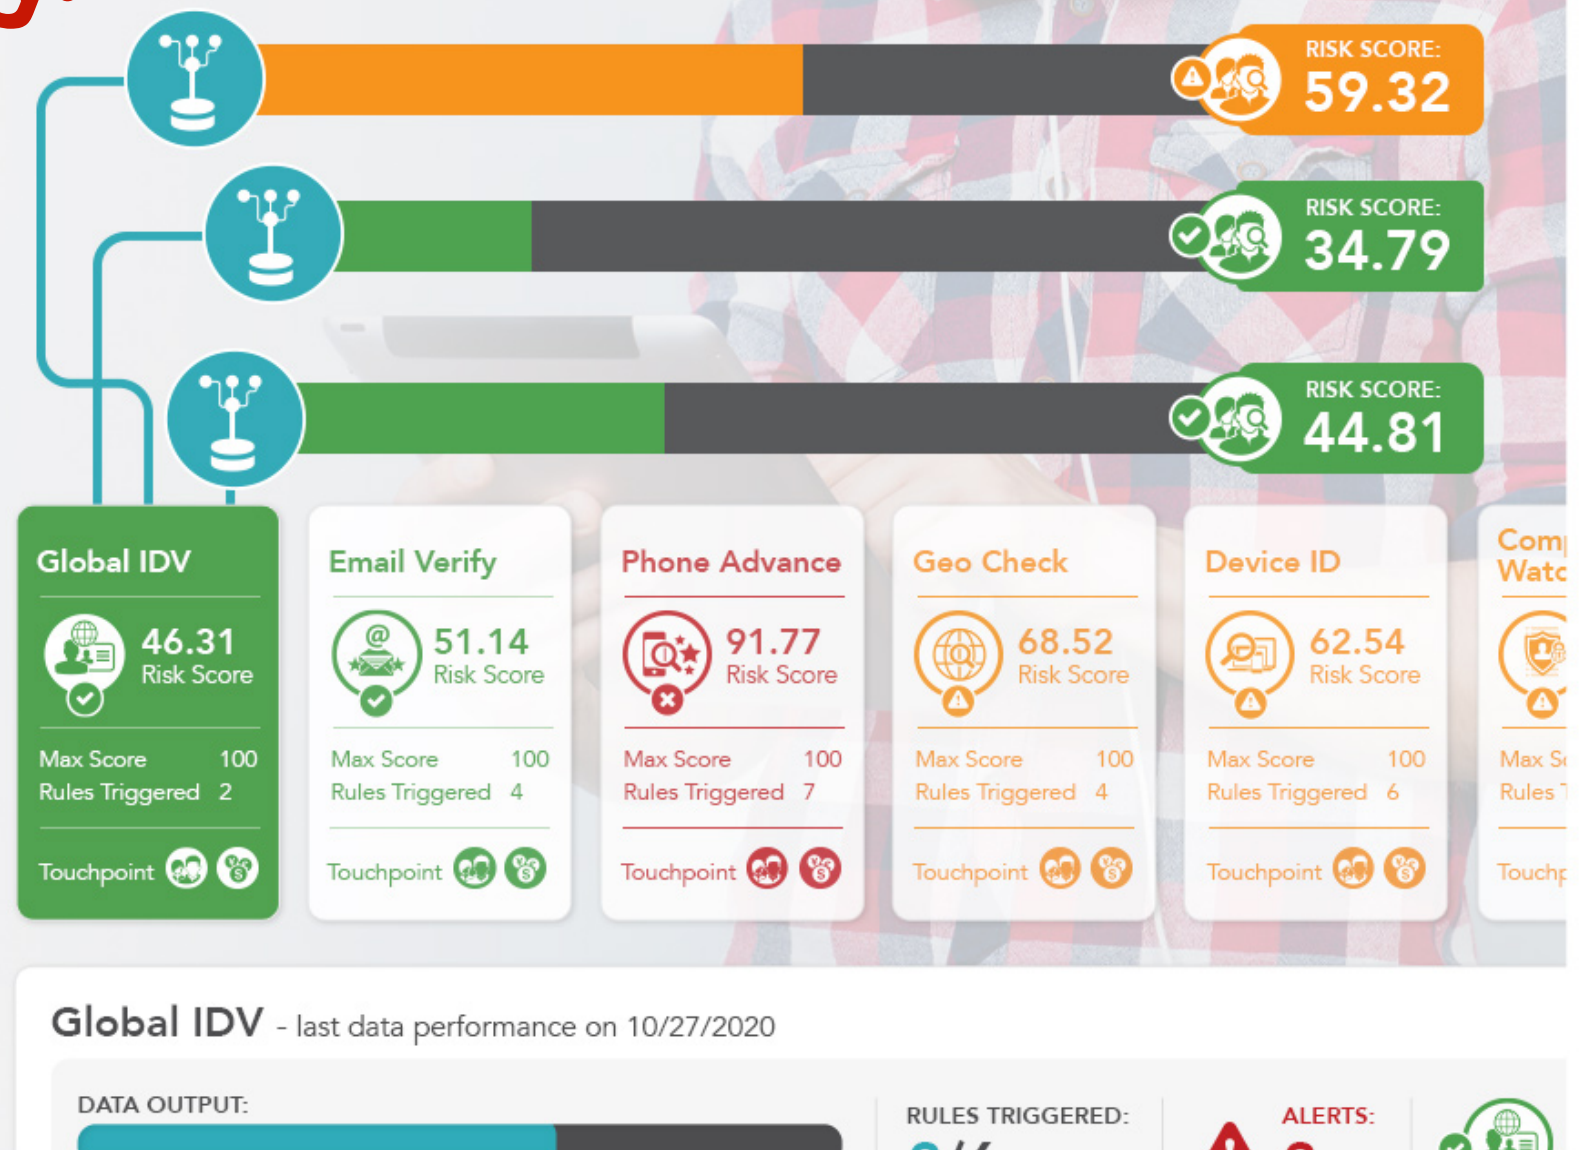 RISK SCORE:
59.32
RISK SCORE:
34.79
RISK SCORE:
44.81
Global IDV
46.31
Risk Score
Max Score 100
Rules Triggered 2
Touchpoint
Email Verify
51.14
Risk Score
Max Score 100
Rules Triggered 4
Touchpoint
Phone Advance
91.77
Risk Score
Max Score 100
Rules Triggered 7
Touchpoint
Geo Check
68.52
Risk Score
Max Score 100
Rules Triggered 4
Touchpoint
Device ID
62.54
Risk Score
Max Score 100
Rules Triggered 6
Touchpoint
Max
Rules
Global IDV - last data performance on 10/27/2020
DATA OUTPUT:
RULES TRIGGERED:
ALERTS: